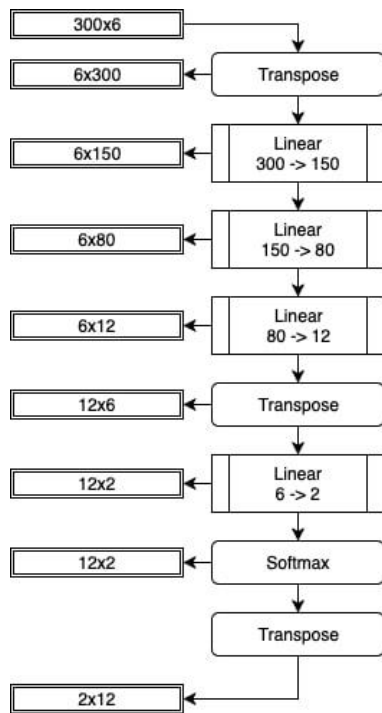 300x6
Transpose
6x300
Linear
300 -> 150
6x150
Linear
150 -> 80
6x80
Linear
80 -> 12
6x12
Transpose
12x6
Linear
6 -> 2
12x2
Softmax
12x2
Transpose
2x12